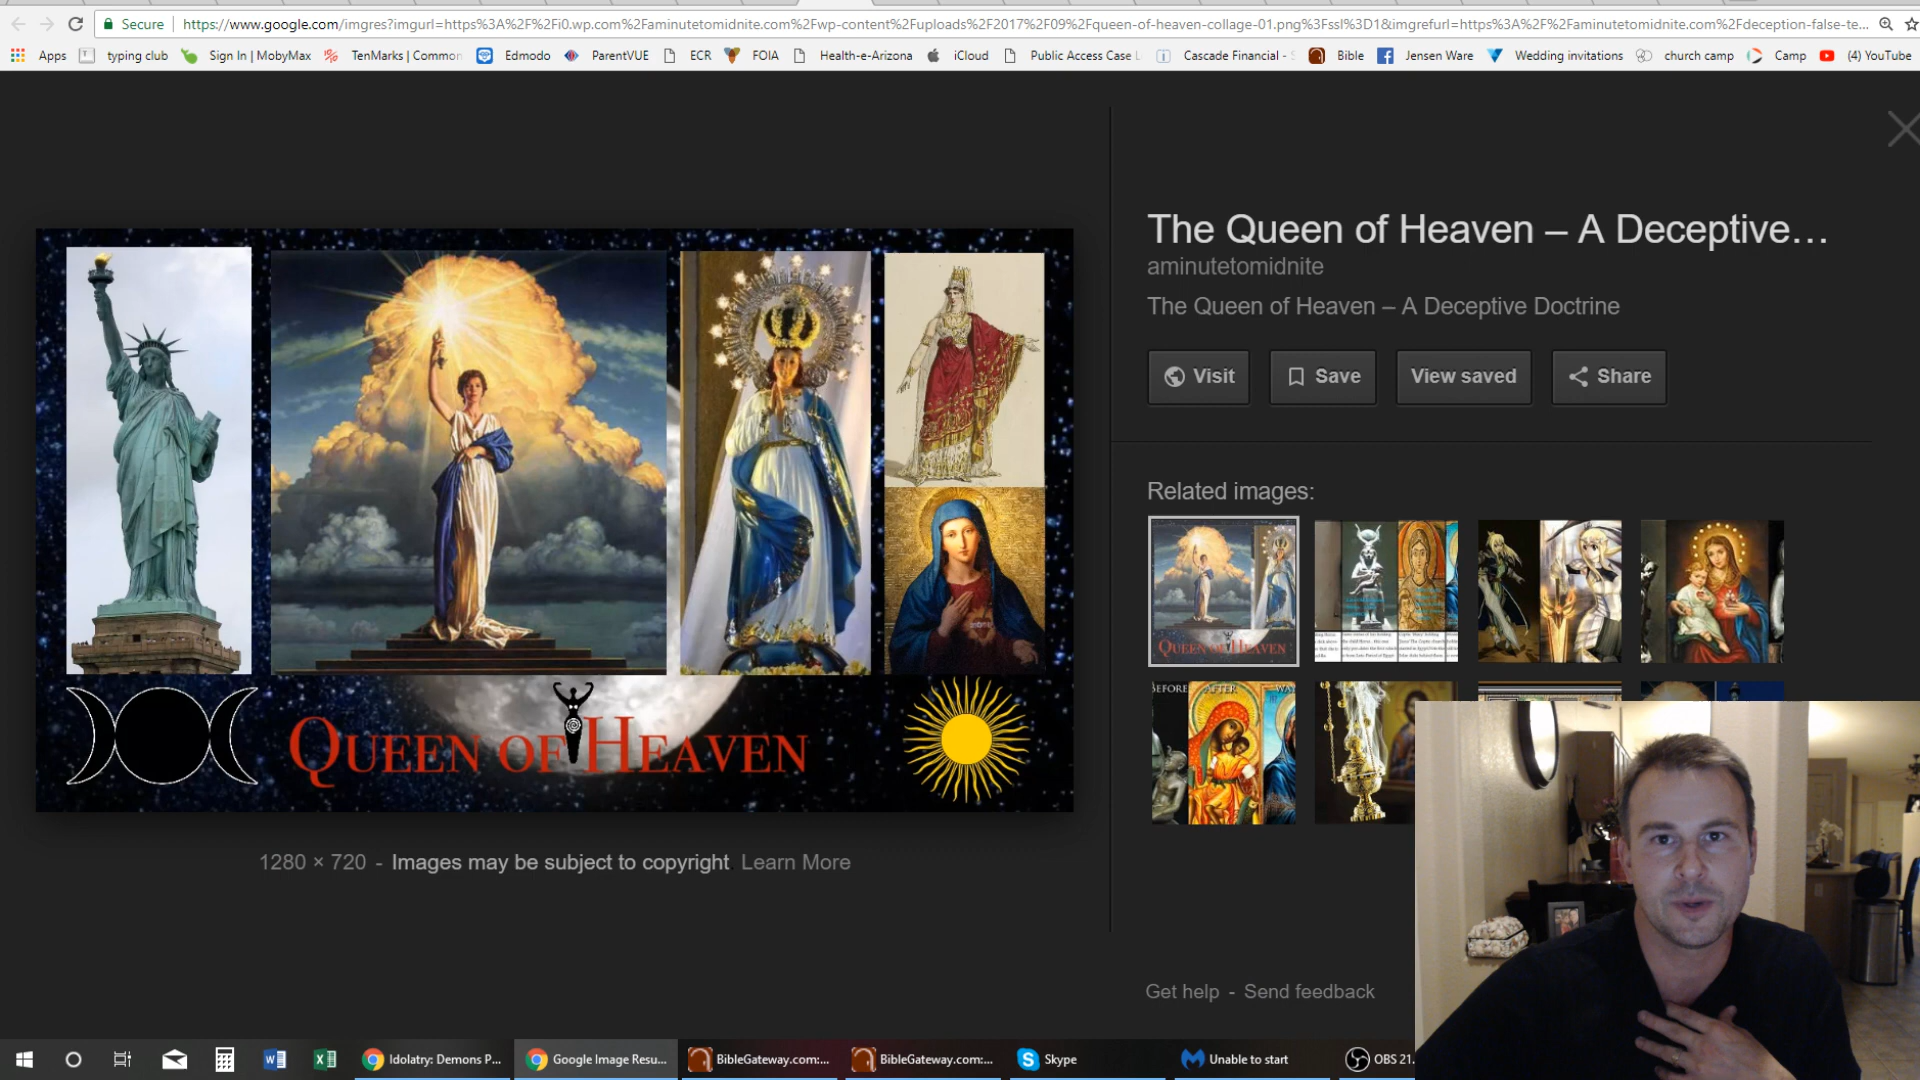 Secure
https://www.google.com/imgres?imgurl=https%3A%2F%2Fi0.wp.com%2Faminutetomidnite.com%2Fwp-content%2Fuploads%2F2017%2F09%2Fqueen-of-heaven-collage-01.png%3Fssl%3D1&imgrefurl=https%3A%2F%2Faminutetomidnite.com%2Fdeception-false-te...
Apps typing club Sign In | MobyMax TenMarks | Common Edmodo ParentVUE ECR FOIA Health-e-Arizona iCloud Public Access Case Cascade Financial - Bible Jensen Ware Wedding invitations church camp Camp (4) YouTube
The Queen of Heaven – A Deceptive...
aminutetomidnite
The Queen of Heaven – A Deceptive Doctrine
Visit Save View saved Share
Related images:
QUEEN OF HEAVEN
BEFORE AFTER
QUEEN OF HEAVEN
1280 × 720 - Images may be subject to copyright Learn More
Get help - Send feedback
Idolatry: Demons P... Google Image Resu... BibleGateway.com:... BibleGateway.com:... Skype Unable to start OBS 21.